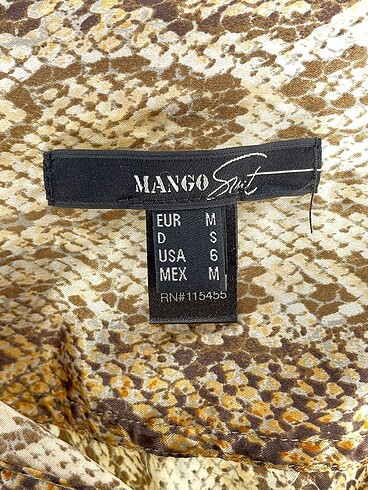 MANGO Suit
EUR M
D S
USA 6
MEX M
RN#115455